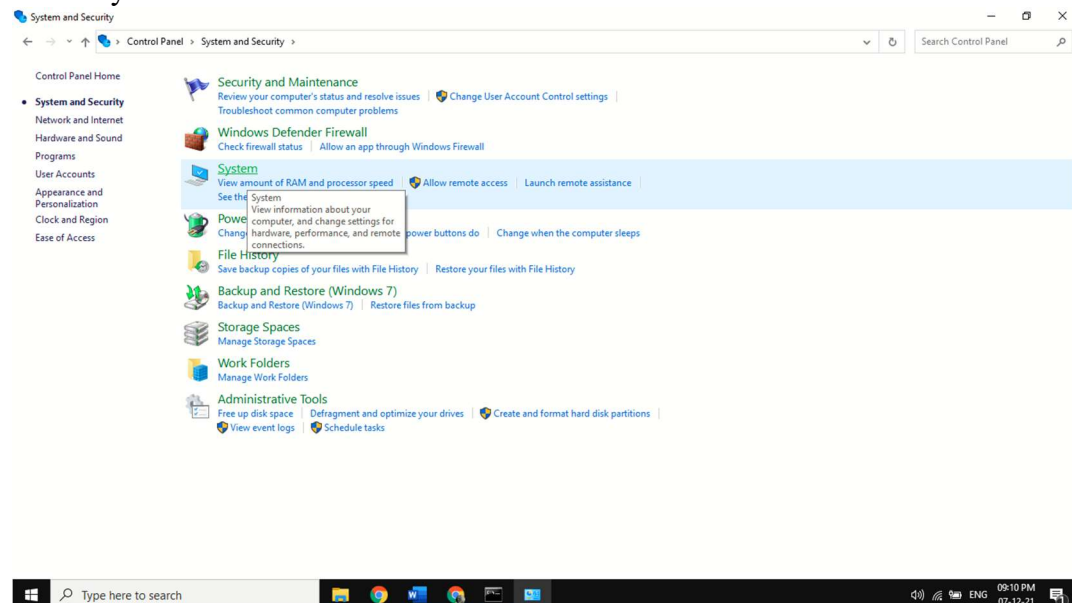 System and Security
Control Panel > System and Security >
Search Control Panel
Control Panel Home
System and Security
Network and Internet
Hardware and Sound
Programs
User Accounts
Appearance and
Personalization
Clock and Region
Ease of Access
Security and Maintenance
Review your computer's status and resolve issues | Change User Account Control settings |
Troubleshoot common computer problems
Windows Defender Firewall
Check firewall status | Allow an app through Windows Firewall
System
View amount of RAM and processor speed | Allow remote access | Launch remote assistance |
See the
System
View information about your
computer, and change settings for
hardware, performance, and remote
connections.
Powe
Chang power buttons do | Change when the computer sleeps
File History
Save backup copies of your files with File History | Restore your files with File History
Backup and Restore (Windows 7)
Backup and Restore (Windows 7) | Restore files from backup
Storage Spaces
Manage Storage Spaces
Work Folders
Manage Work Folders
Administrative Tools
Free up disk space | Defragment and optimize your drives | Create and format hard disk partitions |
View event logs | Schedule tasks
Type here to search
ENG
09:10 PM
07-12-21